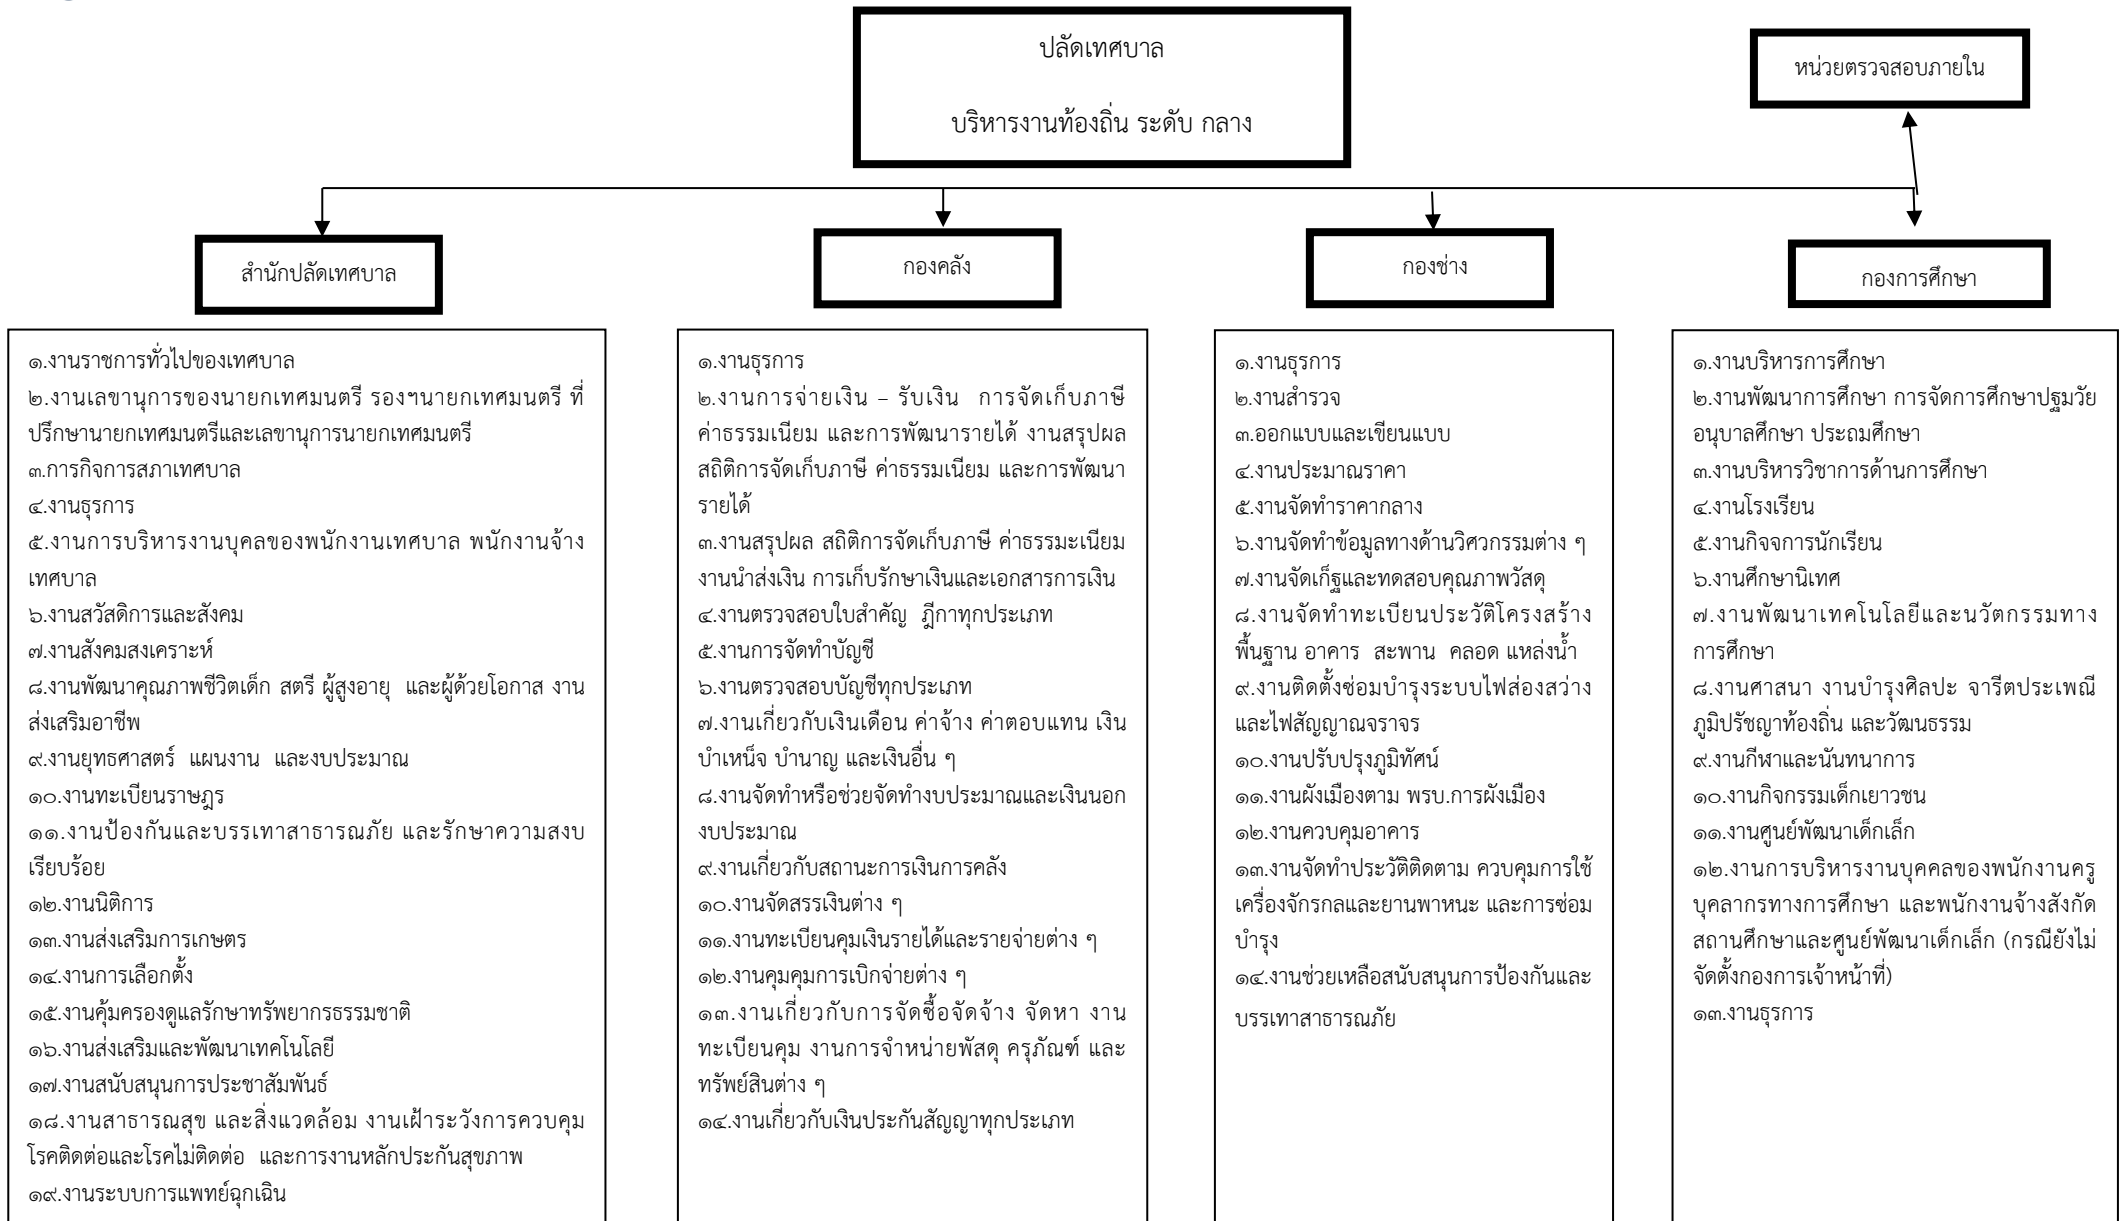 ปลัดเทศบาล
บริหารงานท้องถิ่น ระดับ กลาง
หน่วยตรวจสอบภายใน
สำนักปลัดเทศบาล
กองคลัง
กองช่าง
กองการศึกษา
๑.งานราชการทั่วไปของเทศบาล
๒.งานเลขานุการของนายกเทศมนตรี รองฯนายกเทศมนตรี ที่
ปรึกษานายกเทศมนตรีและเลขานุการนายกเทศมนตรี
๓.การกิจการสภาเทศบาล
๔.งานธุรการ
๕.งานการบริหารงานบุคลของพนักงานเทศบาล พนักงานจ้าง
เทศบาล
๖.งานสวัสดิการและสังคม
๗.งานสังคมสงเคราะห์
๘.งานพัฒนาคุณภาพชีวิตเด็ก สตรี ผู้สูงอายุ และผู้ด้วยโอกาส งาน
ส่งเสริมอาชีพ
๙.งานยุทธศาสตร์ แผนงาน และงบประมาณ
๑๐.งานทะเบียนราษฎร
๑๑.งานป้องกันและบรรเทาสาธารณภัย และรักษาความสงบ
เรียบร้อย
๑๒.งานนิติการ
๑๓.งานส่งเสริมการเกษตร
๑๔.งานการเลือกตั้ง
๑๕.งานคุ้มครองดูแลรักษาทรัพยากรธรรมชาติ
๑๖.งานส่งเสริมและพัฒนาเทคโนโลยี
๑๗.งานสนับสนุนการประชาสัมพันธ์
๑๘.งานสาธารณสุข และสิ่งแวดล้อม งานเฝ้าระวังการควบคุม
โรคติดต่อและโรคไม่ติดต่อ และการงานหลักประกันสุขภาพ
๑๙.งานระบบการแพทย์ฉุกเฉิน
๑.งานธุรการ
๒.งานการจ่ายเงิน – รับเงิน การจัดเก็บภาษี
ค่าธรรมเนียม และการพัฒนารายได้ งานสรุปผล
สถิติการจัดเก็บภาษี ค่าธรรมเนียม และการพัฒนา
รายได้
๓.งานสรุปผล สถิติการจัดเก็บภาษี ค่าธรรมะเนียม
งานนำส่งเงิน การเก็บรักษาเงินและเอกสารการเงิน
๔.งานตรวจสอบใบสำคัญ ฎีกาทุกประเภท
๕.งานการจัดทำบัญชี
๖.งานตรวจสอบบัญชีทุกประเภท
๗.งานเกี่ยวกับเงินเดือน ค่าจ้าง ค่าตอบแทน เงิน
บำเหน็จ บำนาญ และเงินอื่น ๆ
๘.งานจัดทำหรือช่วยจัดทำงบประมาณและเงินนอก
งบประมาณ
๙.งานเกี่ยวกับสถานะการเงินการคลัง
๑๐.งานจัดสรรเงินต่าง ๆ
๑๑.งานทะเบียนคุมเงินรายได้และรายจ่ายต่าง ๆ
๑๒.งานคุมคุมการเบิกจ่ายต่าง ๆ
๑๓.งานเกี่ยวกับการจัดซื้อจัดจ้าง จัดหา งาน
ทะเบียนคุม งานการจำหน่ายพัสดุ ครุภัณฑ์ และ
ทรัพย์สินต่าง ๆ
๑๔.งานเกี่ยวกับเงินประกันสัญญาทุกประเภท
๑.งานธุรการ
๒.งานสำรวจ
๓.ออกแบบและเขียนแบบ
๔.งานประมาณราคา
๕.งานจัดทำราคากลาง
๖.งานจัดทำข้อมูลทางด้านวิศวกรรมต่าง ๆ
๗.งานจัดเก็ฐและทดสอบคุณภาพวัสดุ
๘.งานจัดทำทะเบียนประวัติโครงสร้าง
พื้นฐาน อาคาร สะพาน คลอด แหล่งน้ำ
๙.งานติดตั้งซ่อมบำรุงระบบไฟส่องสว่าง
และไฟสัญญาณจราจร
๑๐.งานปรับปรุงภูมิทัศน์
๑๑.งานผังเมืองตาม พรบ.การผังเมือง
๑๒.งานควบคุมอาคาร
๑๓.งานจัดทำประวัติติดตาม ควบคุมการใช้
เครื่องจักรกลและยานพาหนะ และการซ่อม
บำรุง
๑๔.งานช่วยเหลือสนับสนุนการป้องกันและ
บรรเทาสาธารณภัย
๑.งานบริหารการศึกษา
๒.งานพัฒนาการศึกษา การจัดการศึกษาปฐมวัย
อนุบาลศึกษา ประถมศึกษา
๓.งานบริหารวิชาการด้านการศึกษา
๔.งานโรงเรียน
๕.งานกิจจการนักเรียน
๖.งานศึกษานิเทศ
๗.งานพัฒนาเทคโนโลยีและนวัตกรรมทาง
การศึกษา
๘.งานศาสนา งานบำรุงศิลปะ จารีตประเพณี
ภูมิปรัชญาท้องถิ่น และวัฒนธรรม
๙.งานกีฬาและนันทนาการ
๑๐.งานกิจกรรมเด็กเยาวชน
๑๑.งานศูนย์พัฒนาเด็กเล็ก
๑๒.งานการบริหารงานบุคคลของพนักงานครู
บุคลากรทางการศึกษา และพนักงานจ้างสังกัด
สถานศึกษาและศูนย์พัฒนาเด็กเล็ก (กรณียังไม่
จัดตั้งกองการเจ้าหน้าที่)
๑๓.งานธุรการ